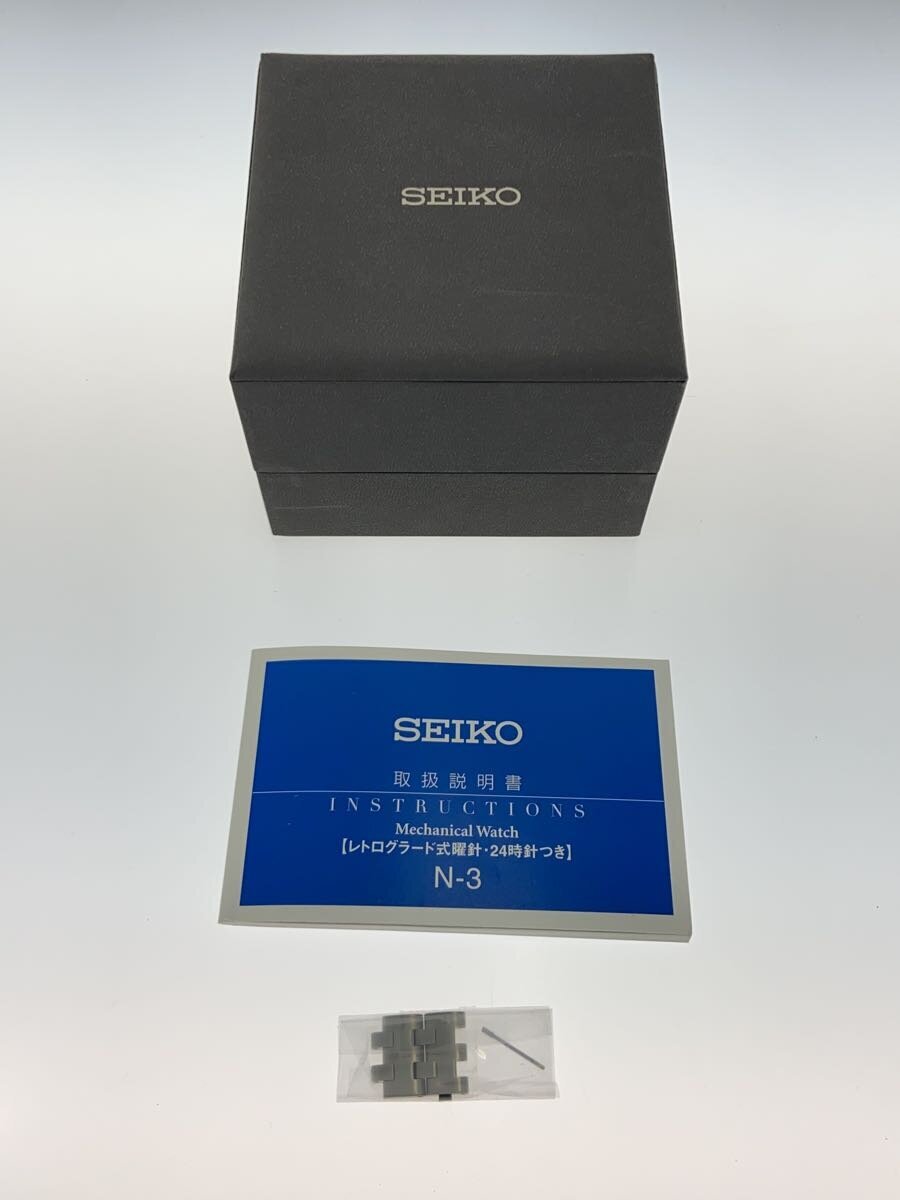 SEIKO
SEIKO
取扱説明書
INSTRUCTIONS
Mechanical Watch
【レトログラード式曜針・24時針つき】
N-3